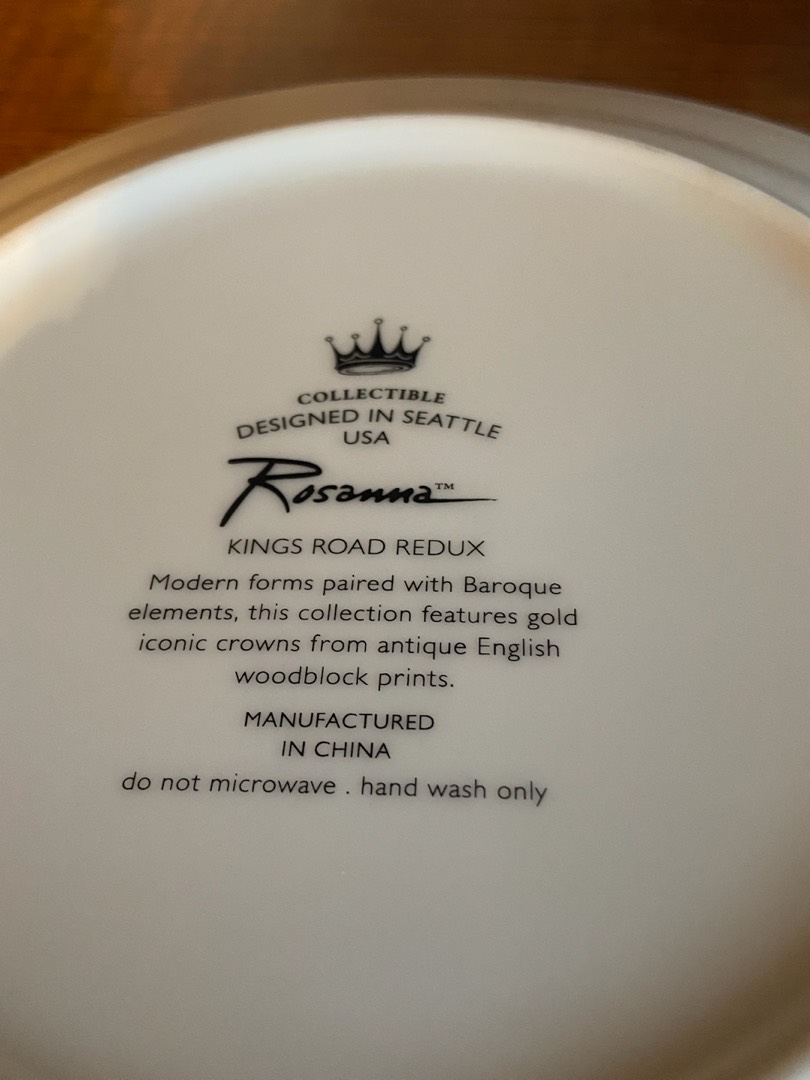 COLLECTIBLE
DESIGNED IN SEATTLE
USA
Rosanna™
KINGS ROAD REDUX
Modern forms paired with Baroque
elements, this collection features gold
iconic crowns from antique English
woodblock prints.
MANUFACTURED
IN CHINA
do not microwave . hand wash only